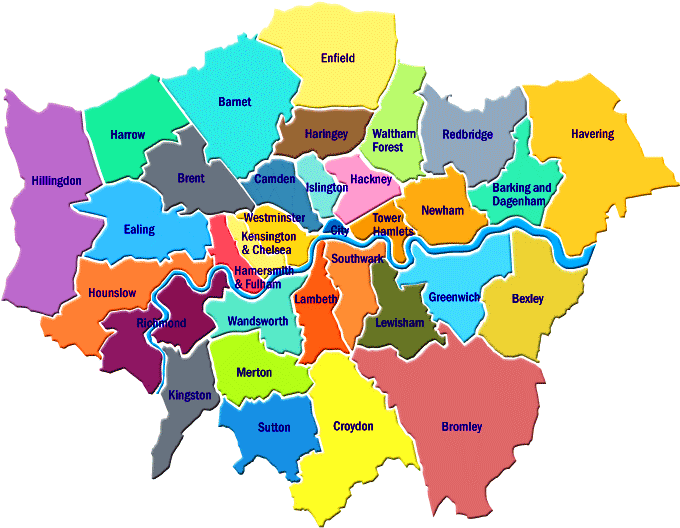 Enfield
Barnet
Harrow
Haringey
Waltham
Forest
Redbridge
Havering
Hillingdon
Brent
Camden
Islington
Hackney
Barking and
Dagenham
Ealing
Westminster
Kensington
& Chelsea
City
Tower
Hamlets
Newham
Hamersmith
& Fulham
Southwark
Hounslow
Richmond
Wandsworth
Lambeth
Lewisham
Greenwich
Bexley
Merton
Kingston
Sutton
Croydon
Bromley